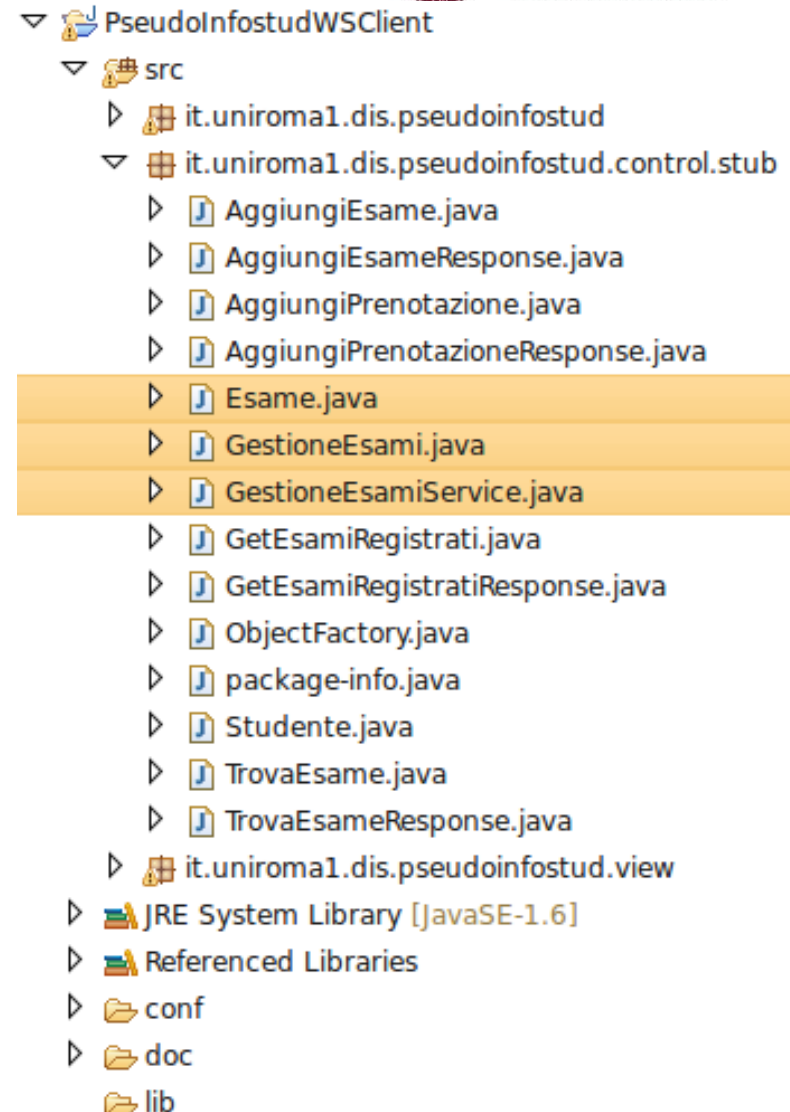 PseudoInfostudWSClient
src
it.uniroma1.dis.pseudoinfostud
it.uniroma1.dis.pseudoinfostud.control.stub
AggiungiEsame.java
AggiungiEsameResponse.java
AggiungiPrenotazione.java
AggiungiPrenotazioneResponse.java
Esame.java
GestioneEsami.java
GestioneEsamiService.java
GetEsamiRegistrati.java
GetEsamiRegistratiResponse.java
ObjectFactory.java
package-info.java
Studente.java
TrovaEsame.java
TrovaEsameResponse.java
it.uniroma1.dis.pseudoinfostud.view
JRE System Library [JavaSE-1.6]
Referenced Libraries
conf
doc
lib